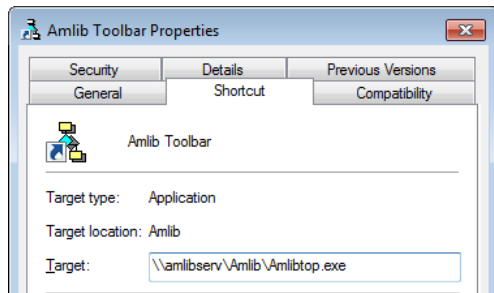 Amlib Toolbar Properties
Security Details Previous Versions
General Shortcut Compatibility
Amlib Toolbar
Target type: Application
Target location: Amlib
Target: \\amlibserv\Amlib\Amlibtop.exe